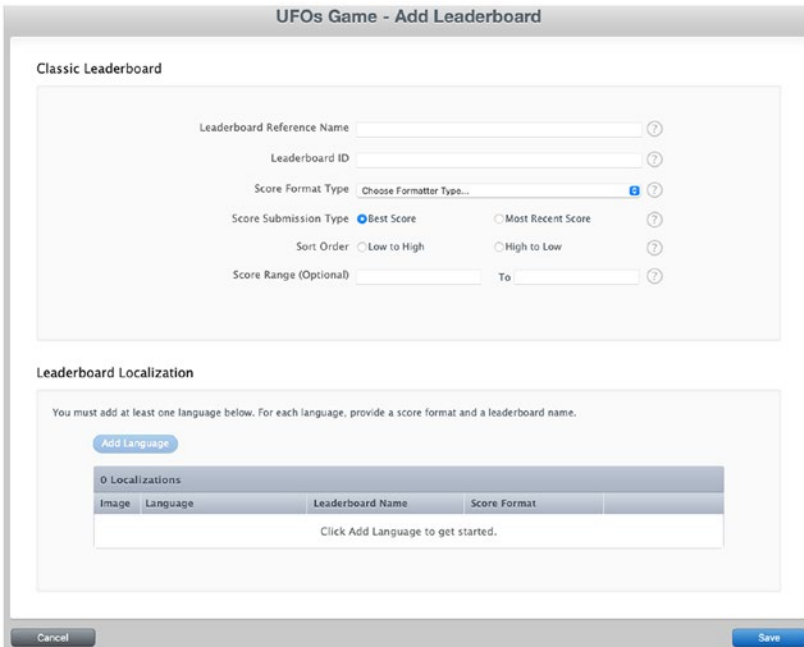 UFOs Game - Add Leaderboard
Classic Leaderboard
Leaderboard Reference Name ?
Leaderboard ID ?
Score Format Type Choose Formatter Type... ?
Score Submission Type Best Score Most Recent Score ?
Sort Order Low to High High to Low ?
Score Range (Optional) To ?
Leaderboard Localization
You must add at least one language below. For each language, provide a score format and a leaderboard name.
Add Language
0 Localizations
Image Language Leaderboard Name Score Format
Click Add Language to get started.
Cancel Save